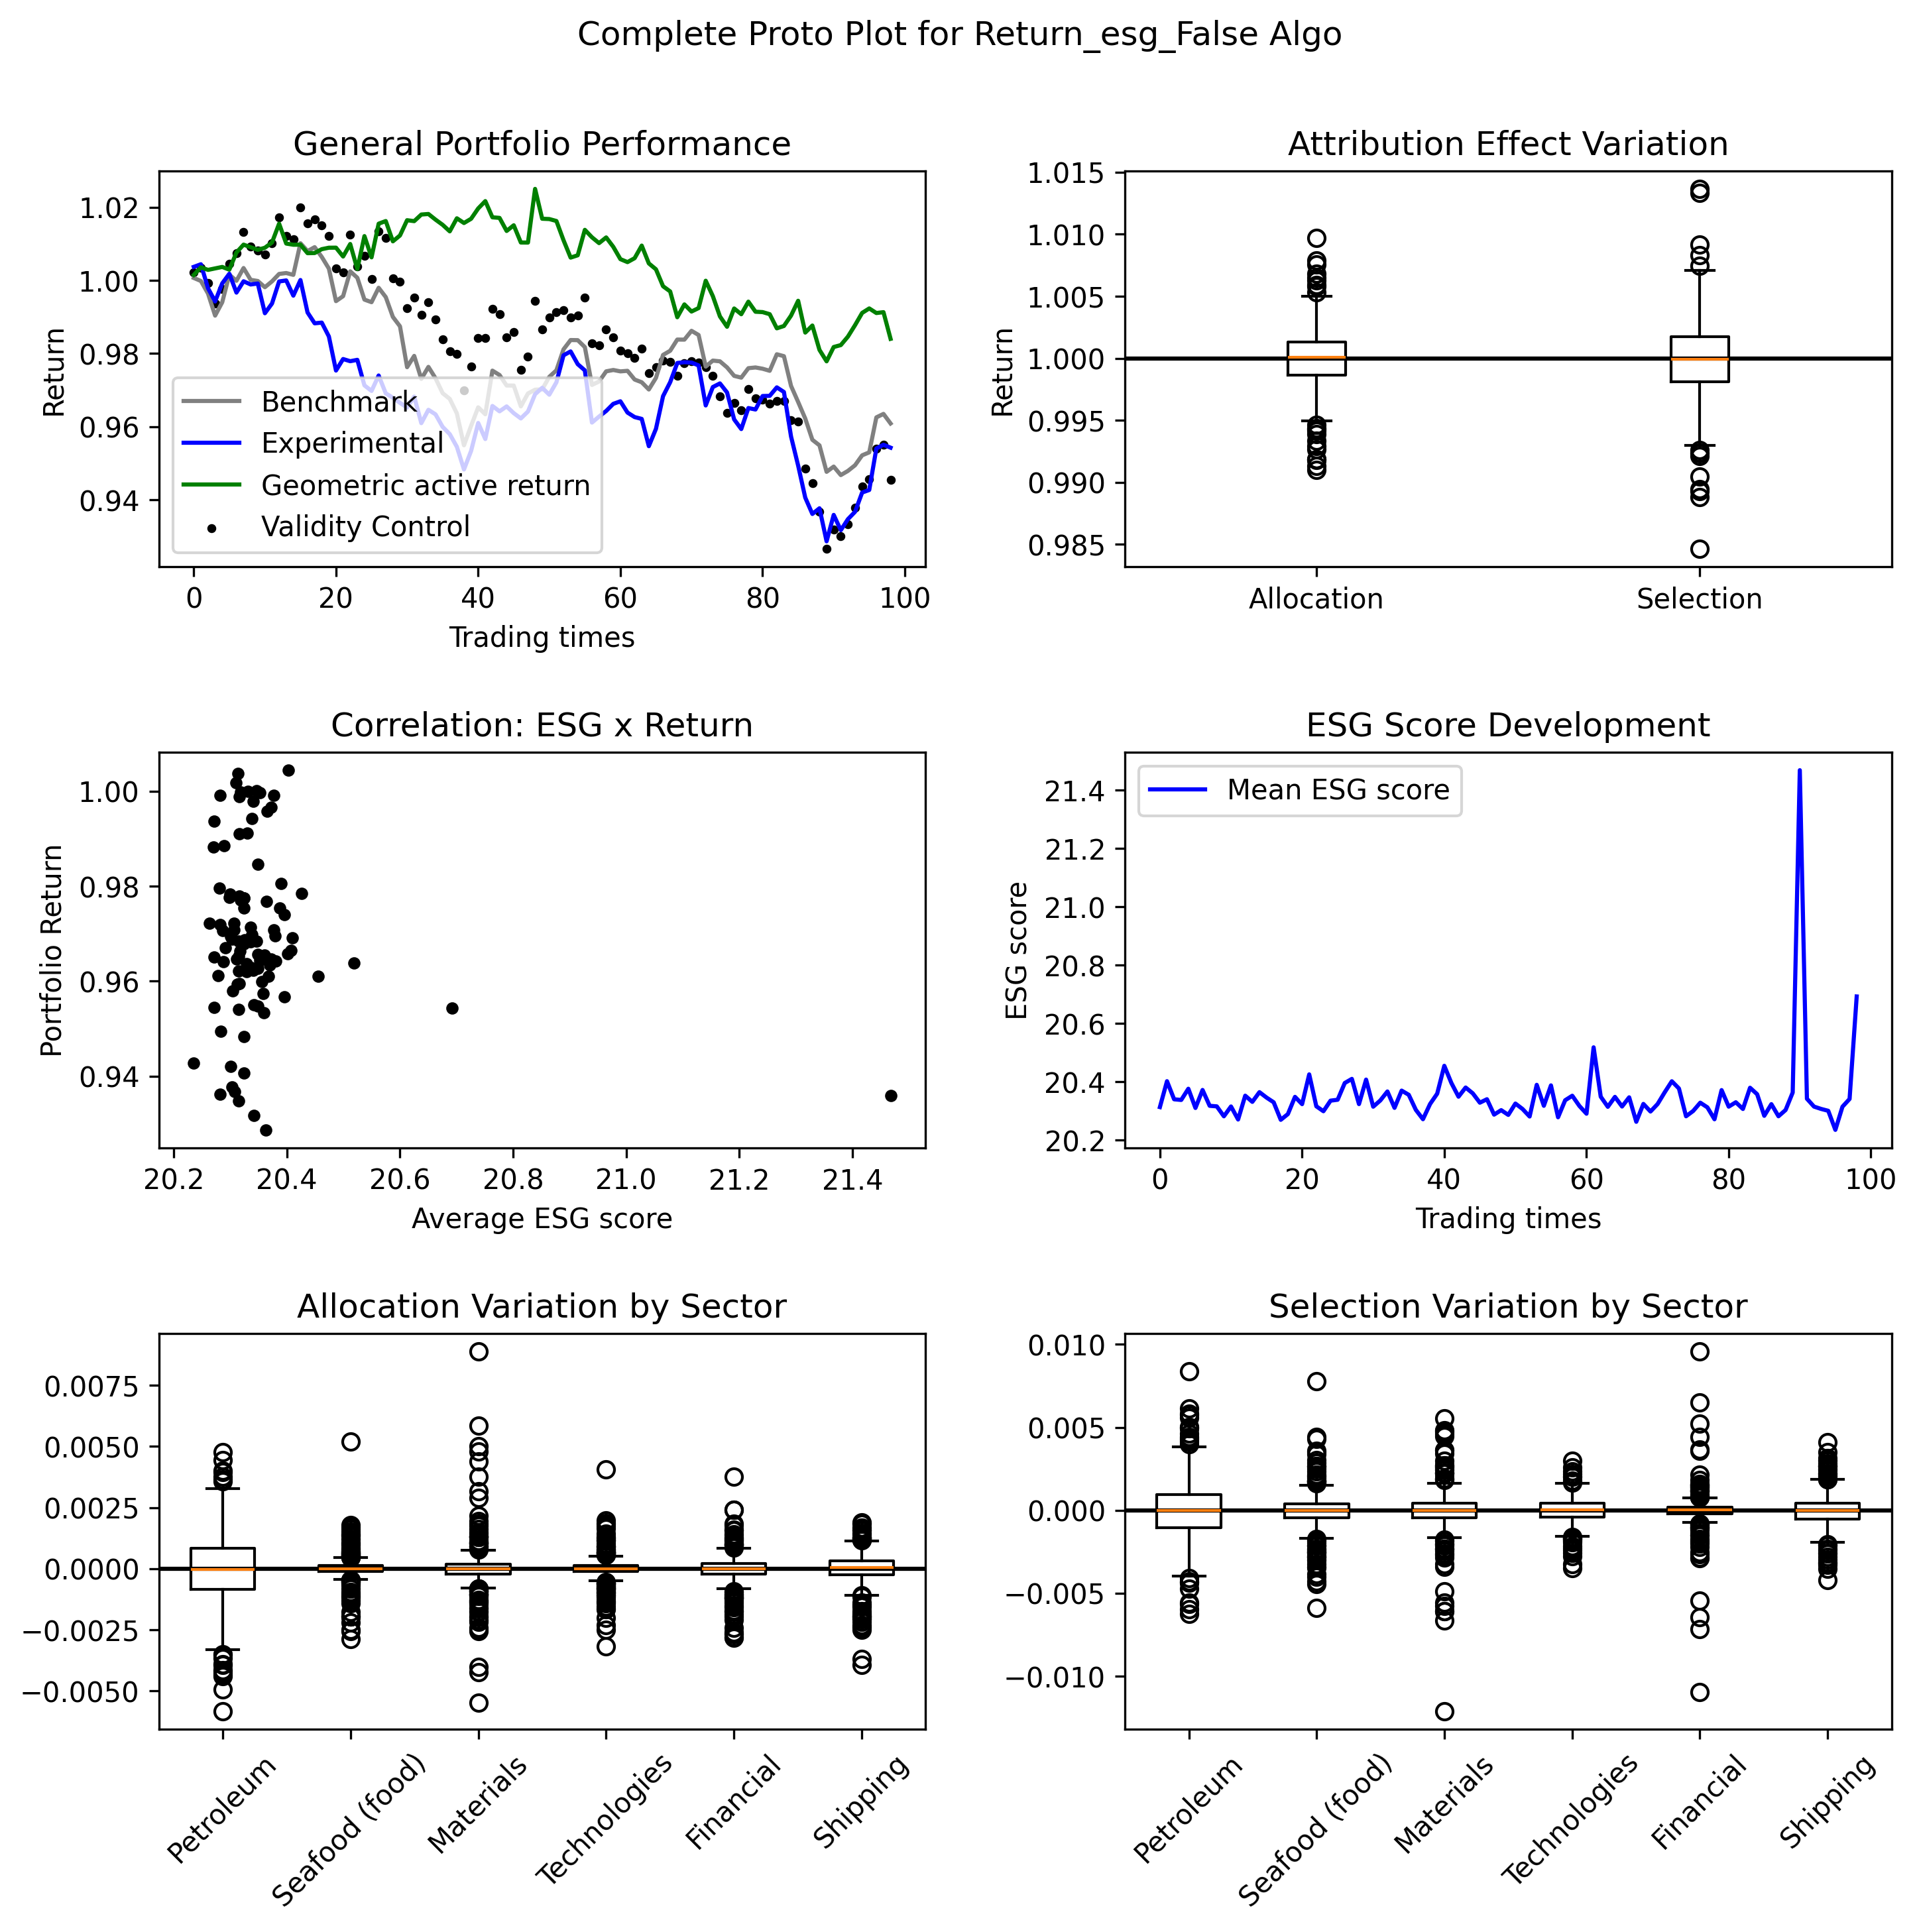 Complete Proto Plot for Return_esg_False Algo
General Portfolio Performance
Return
1.02
1.00
0.98
0.96
0.94
Benchmark
Experimental
Geometric active return
Validity Control
0
20
40
60
80
100
Trading times
Attribution Effect Variation
Return
1.015
1.010
1.005
1.000
0.995
0.990
0.985
Allocation
Selection
Correlation: ESG x Return
Portfolio Return
1.00
0.98
0.96
0.94
20.2
20.4
20.6
20.8
21.0
21.2
21.4
Average ESG score
ESG Score Development
ESG score
21.4
21.2
21.0
20.8
20.6
20.4
20.2
Mean ESG score
0
20
40
60
80
100
Trading times
Allocation Variation by Sector
0.0075
0.0050
0.0025
0.0000
−0.0025
−0.0050
Petroleum
Seafood (food)
Materials
Technologies
Financial
Shipping
Selection Variation by Sector
0.010
0.005
0.000
−0.005
−0.010
Petroleum
Seafood (food)
Materials
Technologies
Financial
Shipping